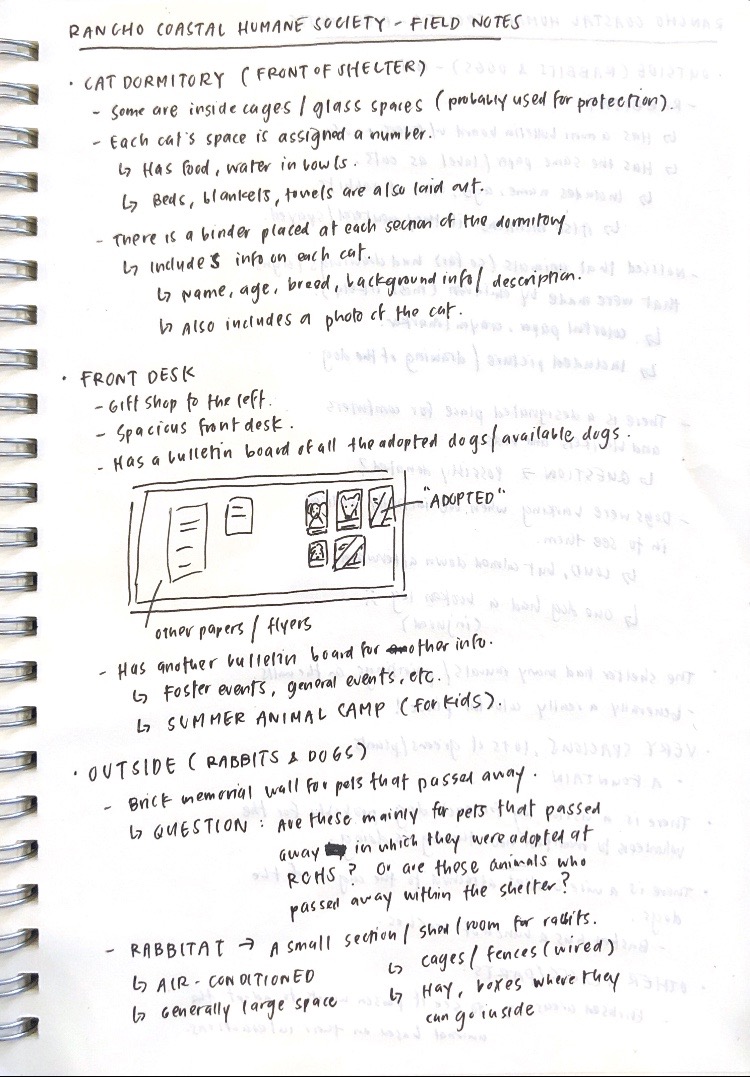 RANCHO COASTAL HUMANE SOCIETY - FIELD NOTES
• CAT DORMITORY (FRONT OF SHELTER)
- Some are inside cages / glass spaces (probably used for protection).
- Each cat's space is assigned a number.
↳ Has food, water in bowls.
↳ Beds, blankets, towels are also laid out.
- There is a binder placed at each section of the dormitory
↳ Includes info on each cat.
↳ Name, age, breed, background info / description.
↳ Also includes a photo of the cat.
• FRONT DESK
- Gift shop to the left.
- Spacious front desk.
- Has a bulletin board of all the adopted dogs/available dogs.
"ADOPTED"
other papers / flyers
- Has another bulletin board for other info.
↳ Foster events, general events, etc.
↳ SUMMER ANIMAL CAMP (for kids).
• OUTSIDE (RABBITS & DOGS)
- Brick memorial wall for pets that passed away.
↳ QUESTION: Are these mainly for pets that passed
away in which they were adopted at
RCHS? Or are those animals who
passed away within the shelter?
- RABBITAT → A small section / shed/room for rabbits.
↳ AIR-CONDITIONED
↳ Generally large space
↳ cages / fences (wired)
↳ Hay, boxes where they
can go inside